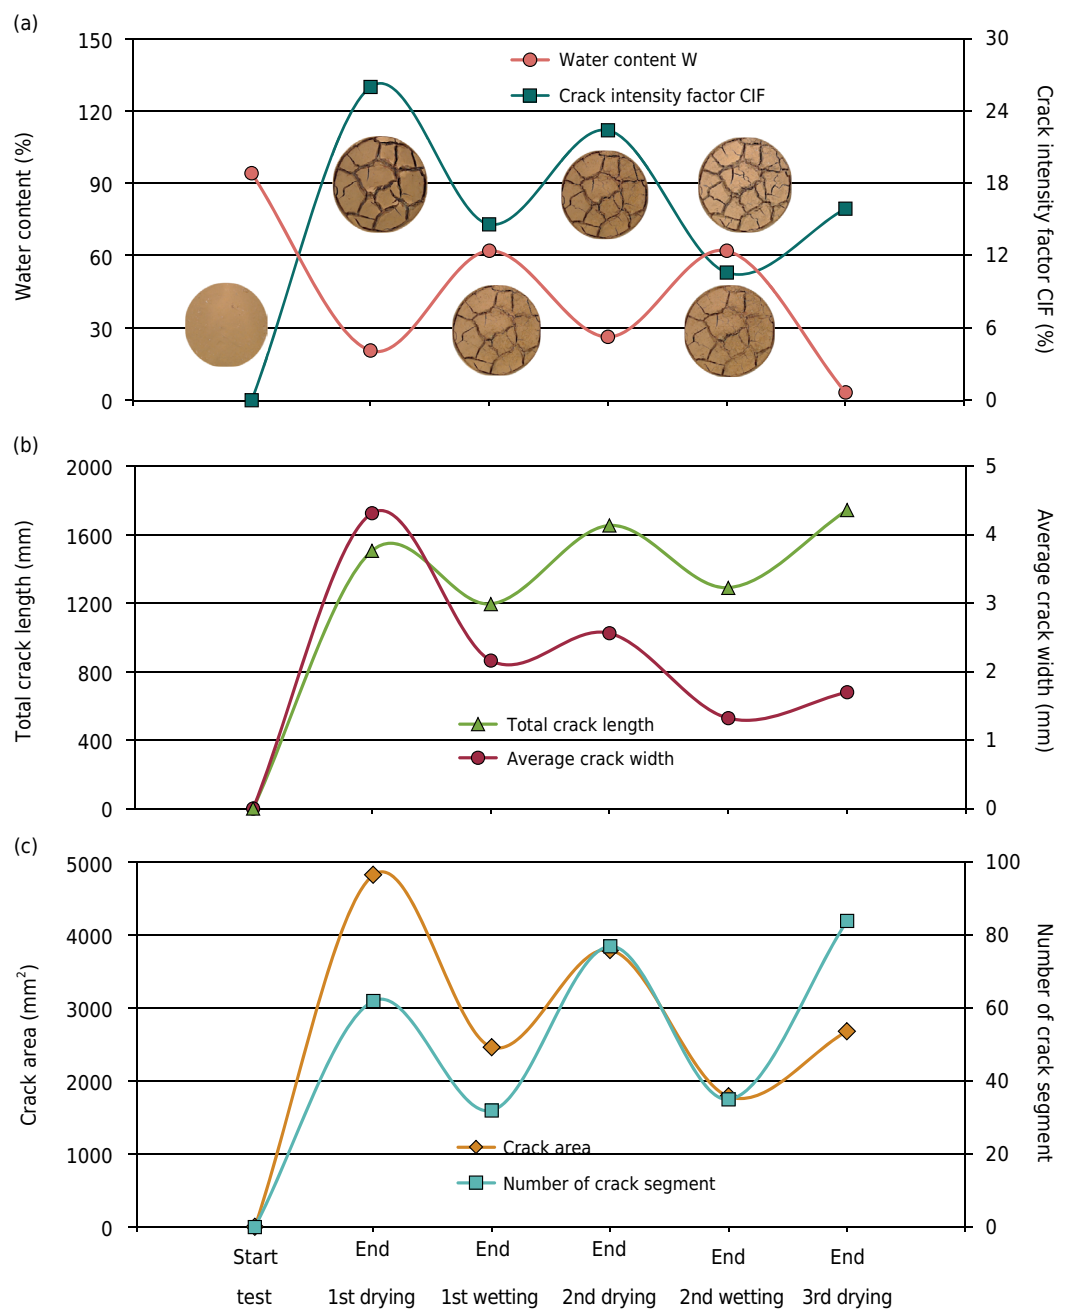 (a)
150
120
90
60
30
0
Water content (%)
Water content W
Crack intensity factor CIF
30
24
18
12
6
0
Crack intensity factor CIF (%)
(b)
2000
1600
1200
800
400
0
Total crack length (mm)
Total crack length
Average crack width
5
4
3
2
1
0
Average crack width (mm)
(c)
5000
4000
3000
2000
1000
0
Crack area (mm²)
Crack area
Number of crack segment
100
80
60
40
20
0
Number of crack segment
Start test
End 1st drying
End 1st wetting
End 2nd drying
End 2nd wetting
End 3rd drying